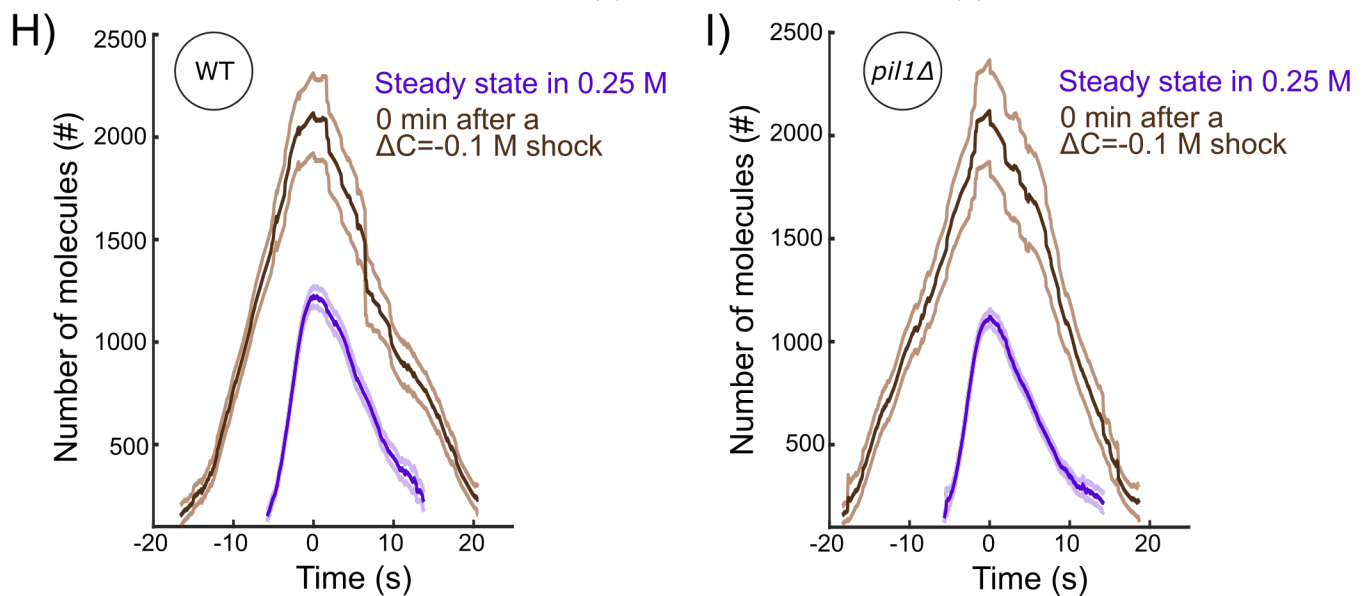 H)
WT
Steady state in 0.25 M
0 min after a
ΔC=-0.1 M shock
Number of molecules (#)
2500
2000
1500
1000
500
-20 -10 0 10 20
Time (s)
I)
pil1Δ
Steady state in 0.25 M
0 min after a
ΔC=-0.1 M shock
Number of molecules (#)
2500
2000
1500
1000
500
-20 -10 0 10 20
Time (s)